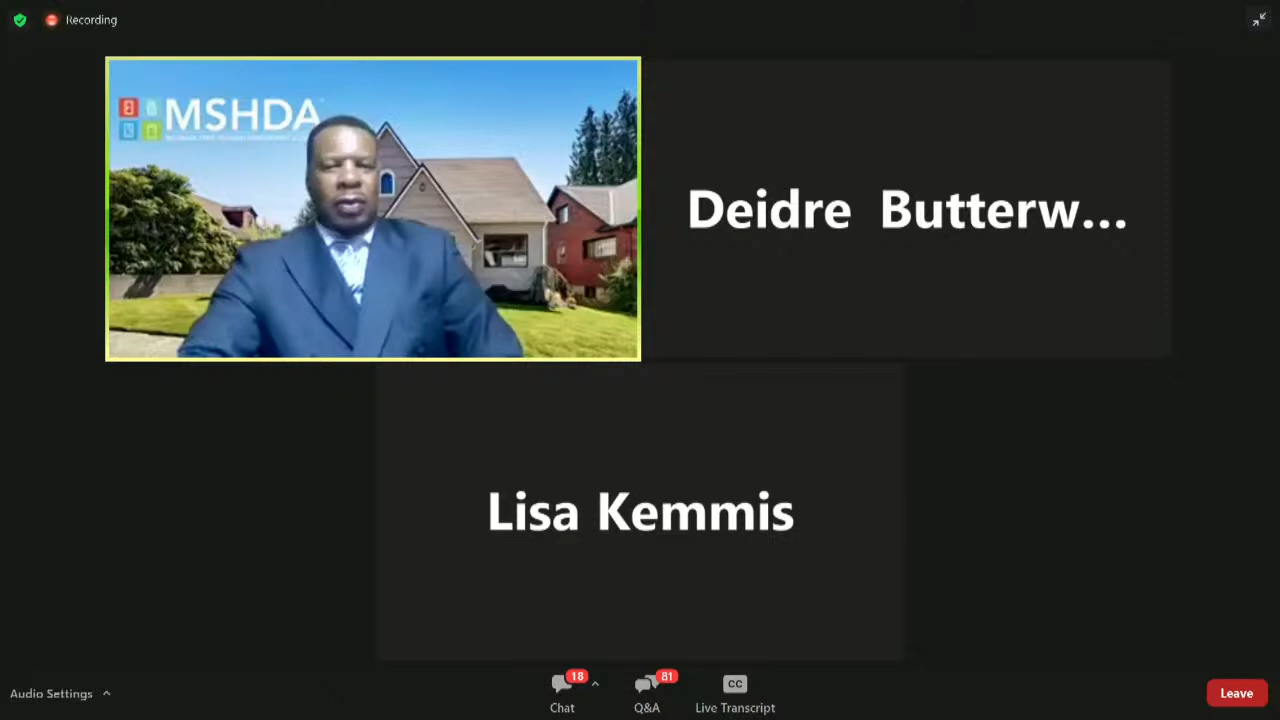 Recording
MSHDA
Deidre Butterw...
Lisa Kemmis
Audio Settings
18
Chat
81
Q&A
CC
Live Transcript
Leave